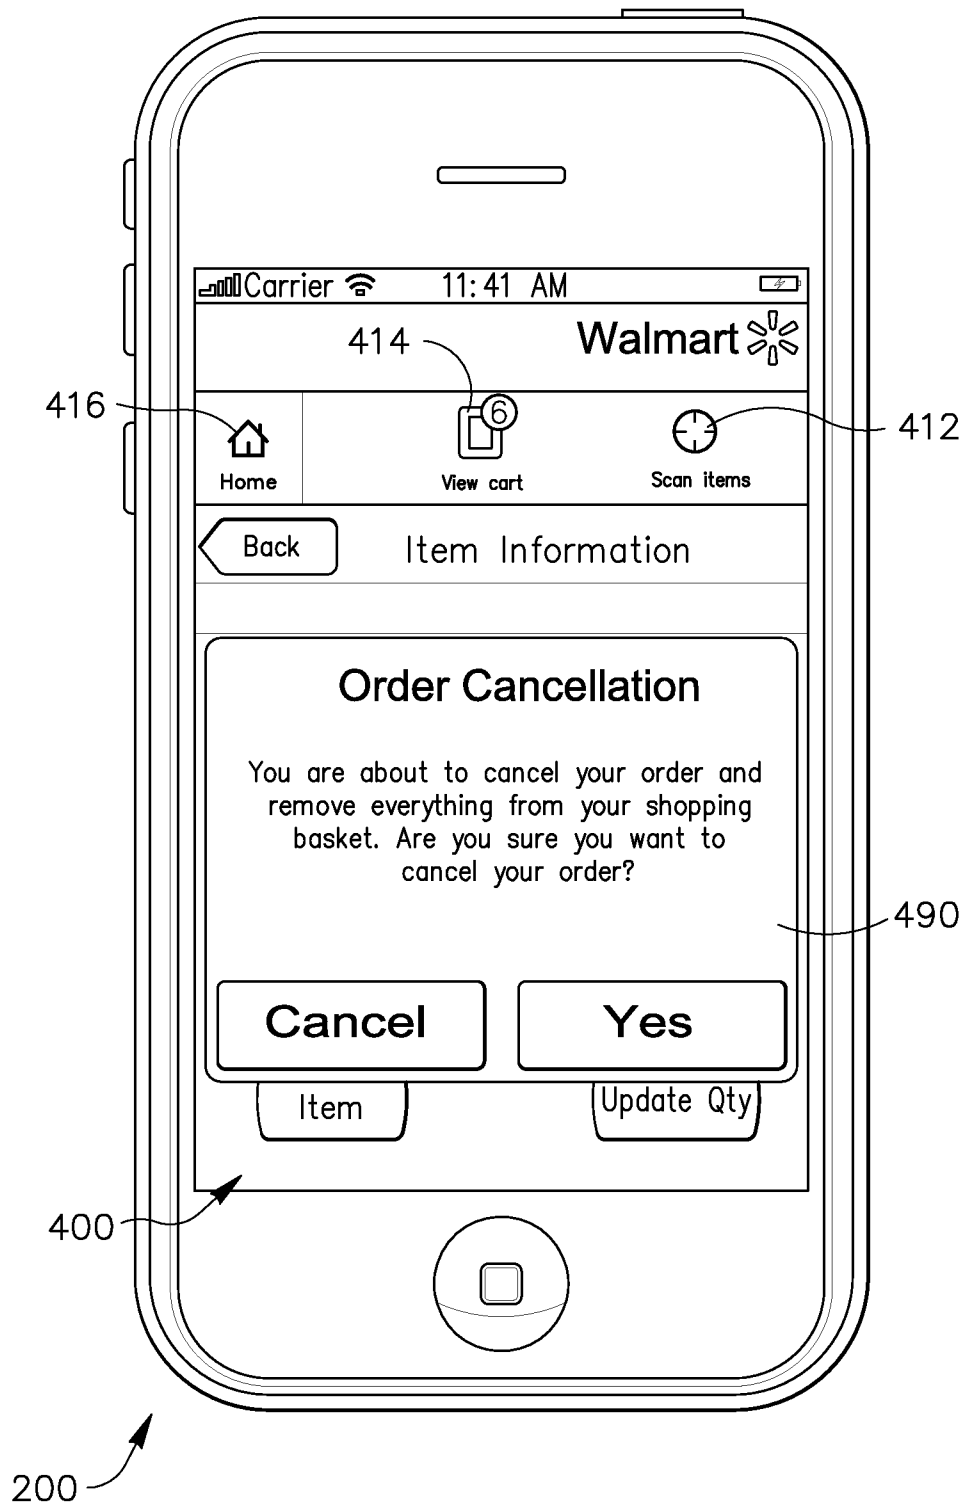 Carrier 11:41 AM
Walmart
414
416
6
412
Home
View cart
Scan items
Back
Item Information
Order Cancellation
You are about to cancel your order and
remove everything from your shopping
basket. Are you sure you want to
cancel your order?
490
Cancel
Yes
Item
Update Qty
400
200